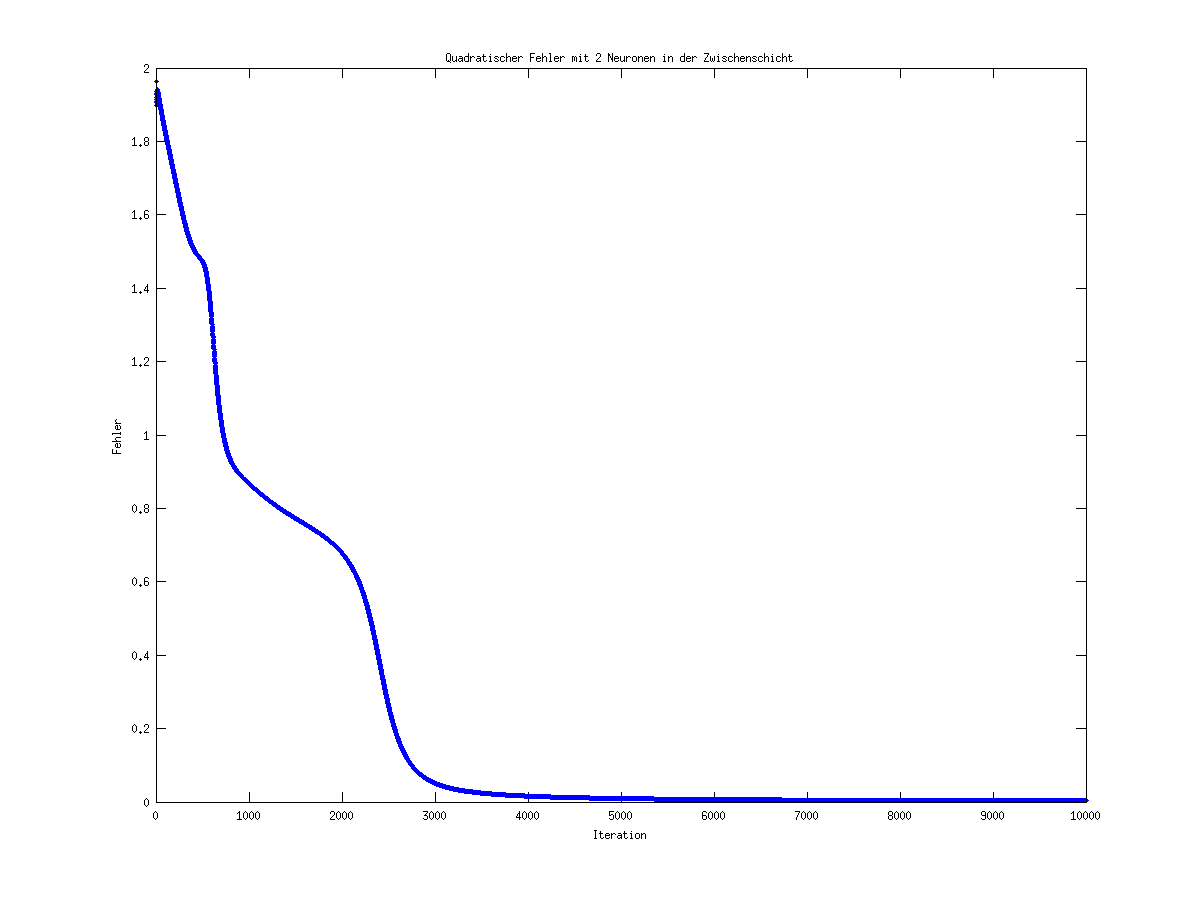 Quadratischer Fehler mit 2 Neuronen in der Zwischenschicht
2
1.8
1.6
1.4
1.2
1
0.8
0.6
0.4
0.2
0
Fehler
0 1000 2000 3000 4000 5000 6000 7000 8000 9000 10000
Iteration